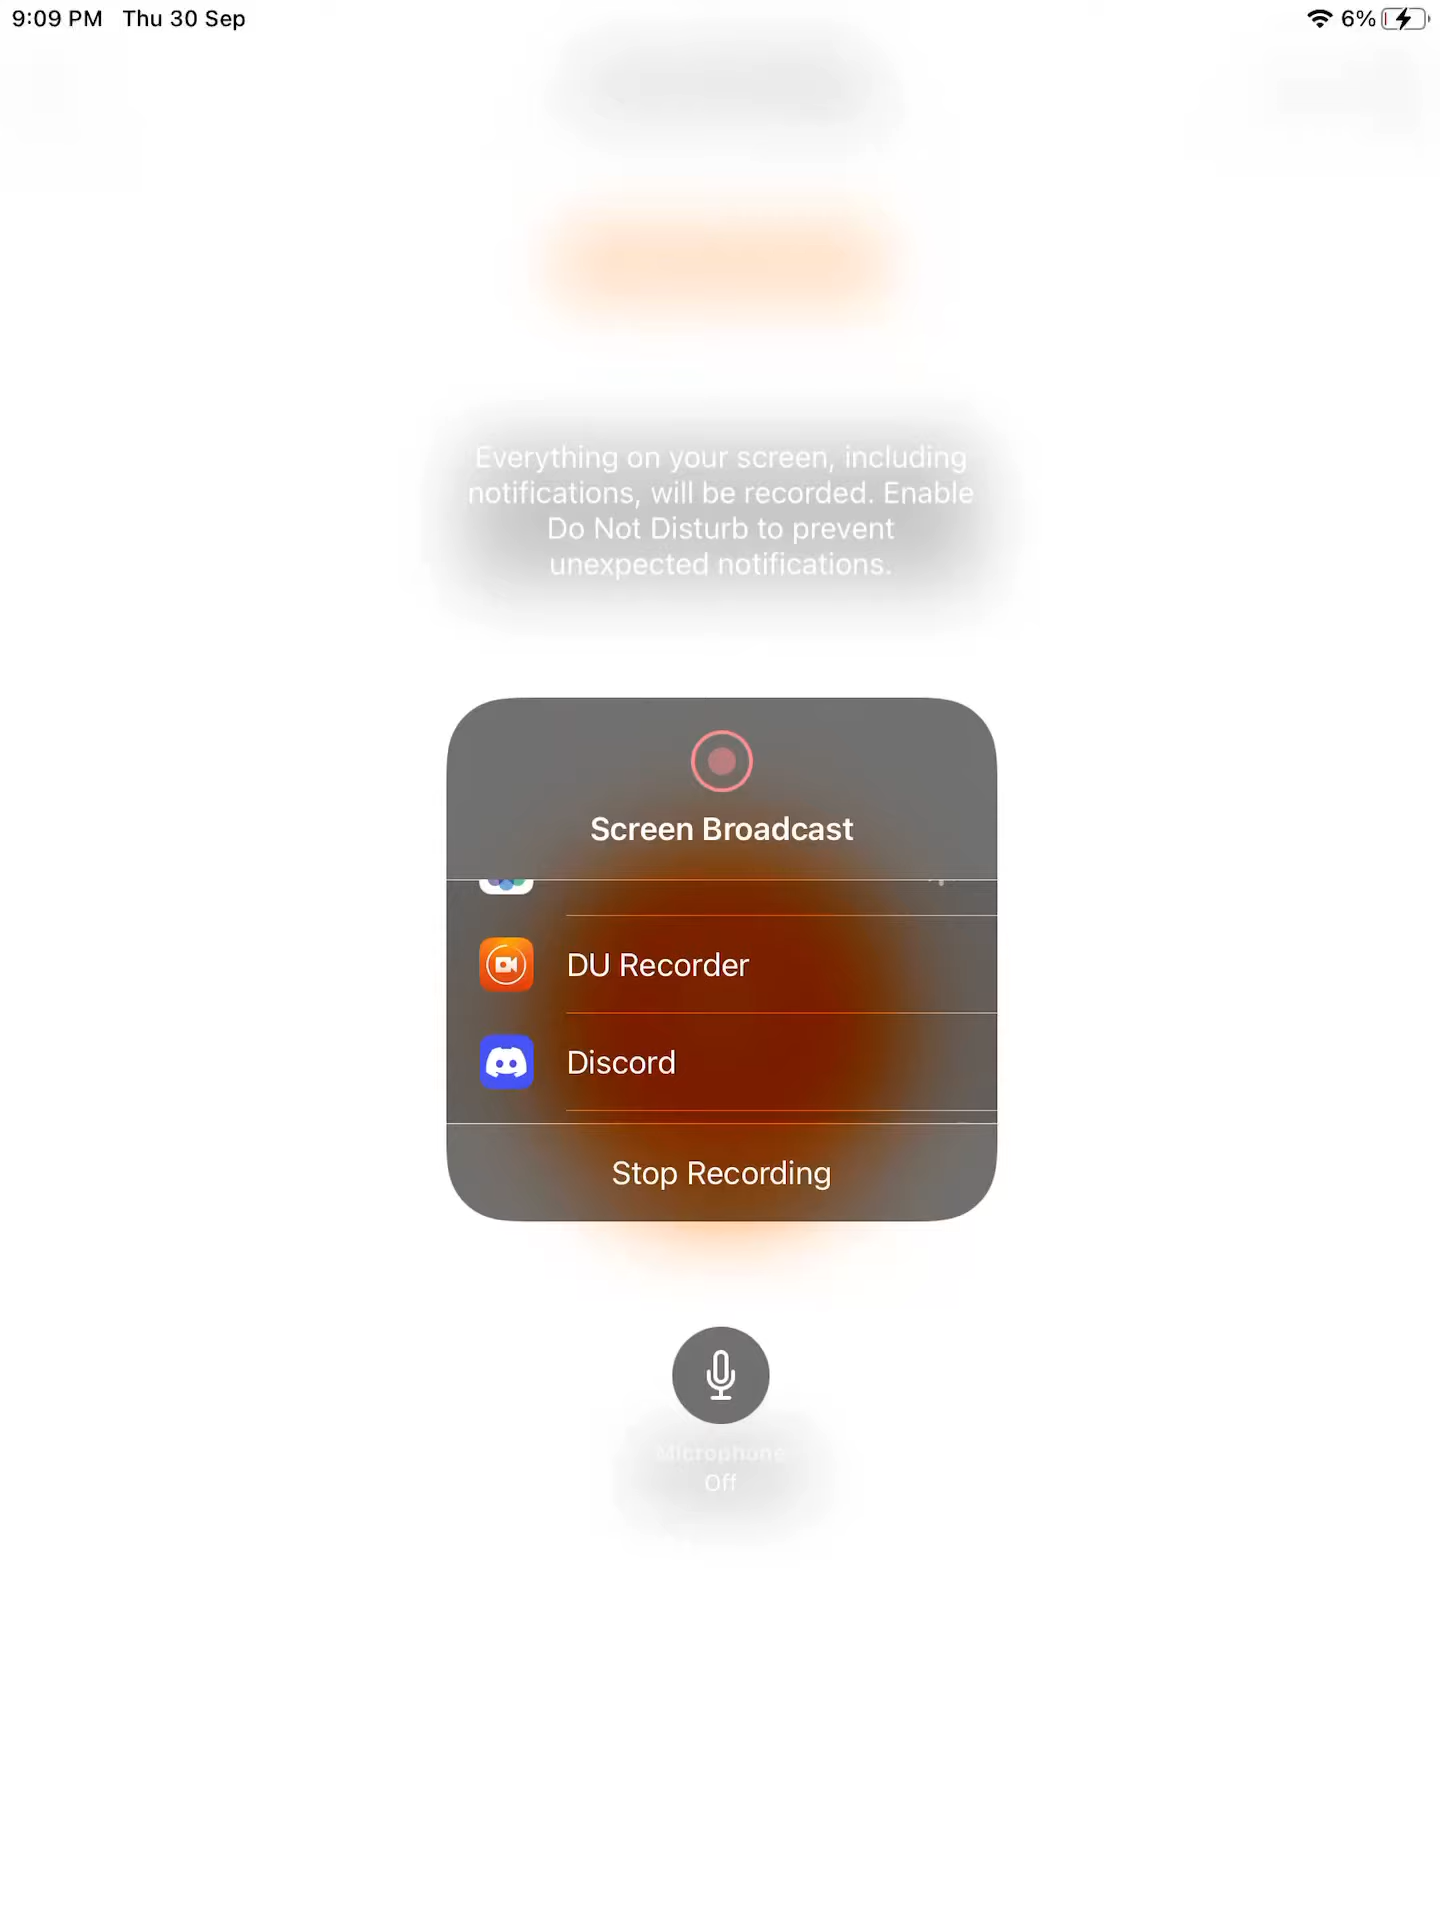 9:09 PM Thu 30 Sep
6%
Everything on your screen, including
notifications, will be recorded. Enable
Do Not Disturb to prevent
unexpected notifications.
Screen Broadcast
DU Recorder
Discord
Stop Recording
Microphone
Off